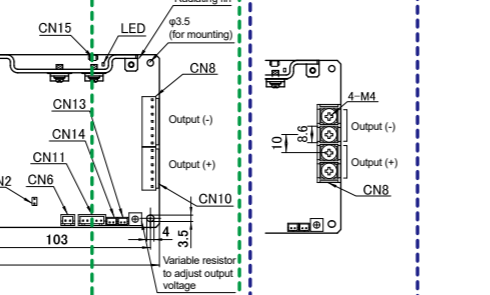 Radiating fin
CN15
LED
φ3.5
(for mounting)
CN8
CN13
Output (-)
CN14
CN11
Output (+)
N2
CN6
CN10
103
4
3.5
Variable resistor
to adjust output
voltage
4-M4
Output (-)
8.6
10
Output (+)
CN8